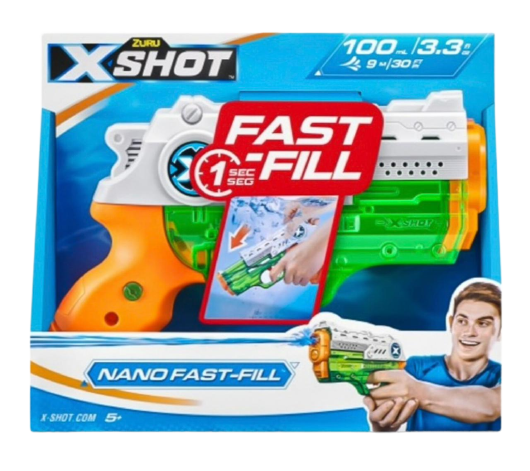 ZURU
X SHOT™
100 mL / 3.3 fl oz
9 M/30 FT
FAST
-FILL
1 SEC
SEG
X-SHOT
X
NANO FAST-FILL
X-SHOT.COM 5+